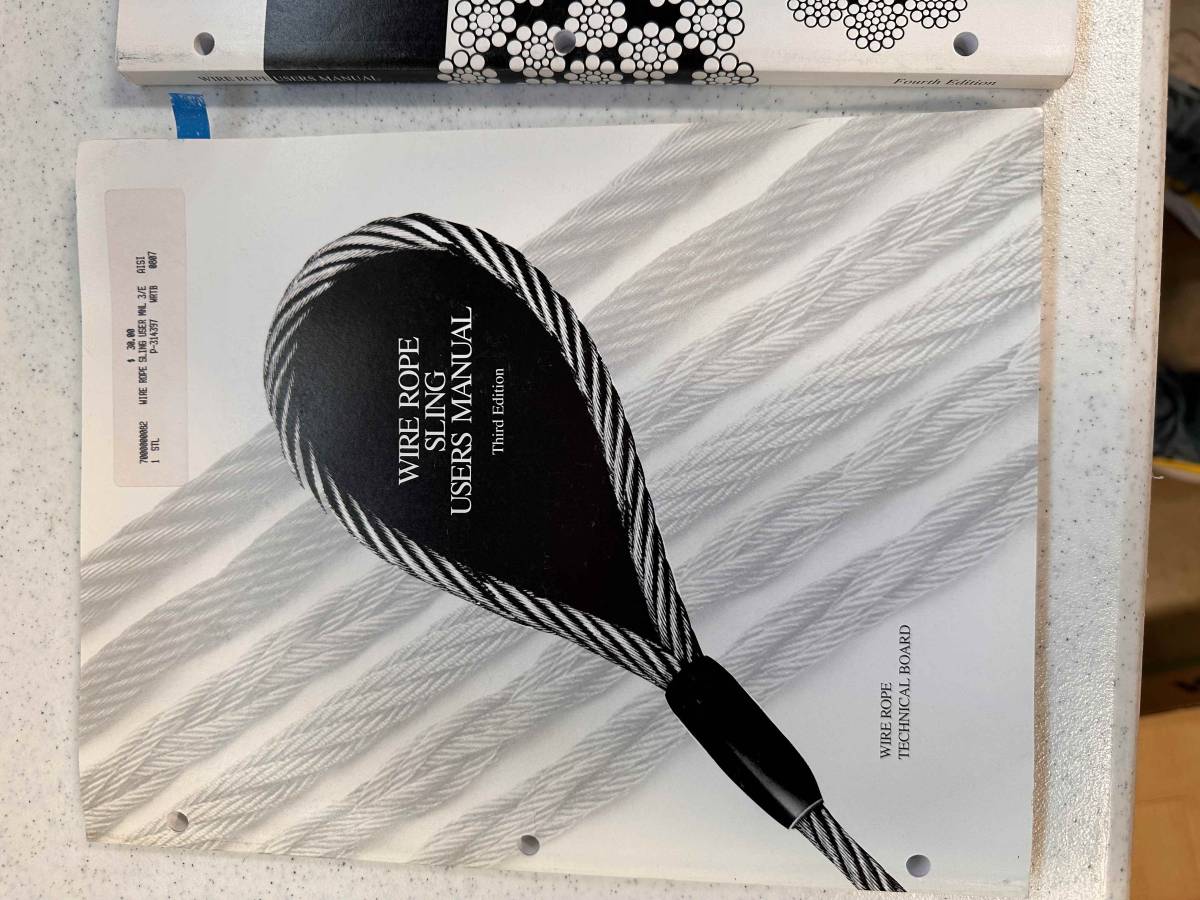 WIRE ROPE USERS MANUAL
Fourth Edition
$ 30.00
7000000082 WIRE ROPE SLING USER MNL 3/E AISI
1 STL P-314397 WRTB 0807
WIRE ROPE
SLING
USERS MANUAL
Third Edition
WIRE ROPE
TECHNICAL BOARD